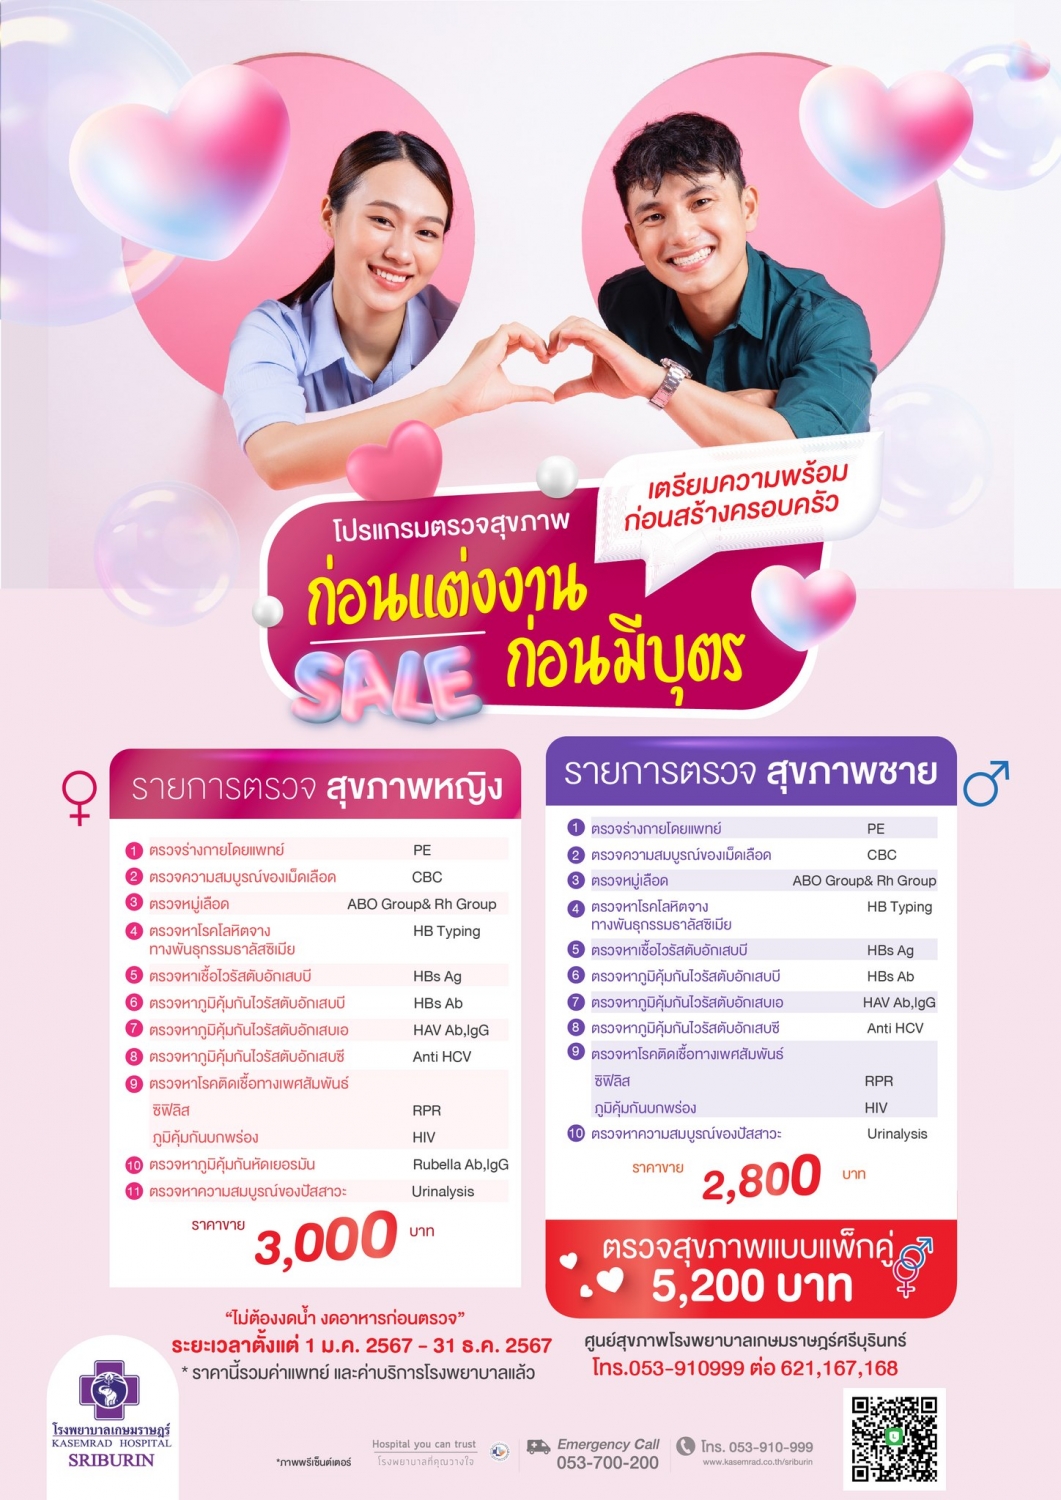 เตรียมความพร้อม
ก่อนสร้างครอบครัว
โปรแกรมตรวจสุขภาพ
ก่อนแต่งงาน
ก่อนมีบุตร
SALE
รายการตรวจ สุขภาพหญิง
1 ตรวจร่างกายโดยแพทย์ PE
2 ตรวจความสมบูรณ์ของเม็ดเลือด CBC
3 ตรวจหมู่เลือด ABO Group& Rh Group
4 ตรวจหาโรคโลหิตจาง HB Typing
ทางพันธุกรรมธาลัสซีเมีย
5 ตรวจหาเชื้อไวรัสตับอักเสบบี HBs Ag
6 ตรวจหาภูมิคุ้มกันไวรัสตับอักเสบบี HBs Ab
7 ตรวจหาภูมิคุ้มกันไวรัสตับอักเสบเอ HAV Ab,IgG
8 ตรวจหาภูมิคุ้มกันไวรัสตับอักเสบซี Anti HCV
9 ตรวจหาโรคติดเชื้อทางเพศสัมพันธ์
ซิฟิลิส RPR
ภูมิคุ้มกันบกพร่อง HIV
10 ตรวจหาภูมิคุ้มกันหัดเยอรมัน Rubella Ab,IgG
11 ตรวจหาความสมบูรณ์ของปัสสาวะ Urinalysis
ราคาขาย 3,000 บาท
รายการตรวจ สุขภาพชาย
1 ตรวจร่างกายโดยแพทย์ PE
2 ตรวจความสมบูรณ์ของเม็ดเลือด CBC
3 ตรวจหมู่เลือด ABO Group& Rh Group
4 ตรวจหาโรคโลหิตจาง HB Typing
ทางพันธุกรรมธาลัสซิเมีย
5 ตรวจหาเชื้อไวรัสตับอักเสบบี HBs Ag
6 ตรวจหาภูมิคุ้มกันไวรัสตับอักเสบบี HBs Ab
7 ตรวจหาภูมิคุ้มกันไวรัสตับอักเสบเอ HAV Ab,IgG
8 ตรวจหาภูมิคุ้มกันไวรัสตับอักเสบซี Anti HCV
9 ตรวจหาโรคติดเชื้อทางเพศสัมพันธ์
ซิฟิลิส RPR
ภูมิคุ้มกันบกพร่อง HIV
10 ตรวจหาความสมบูรณ์ของปัสสาวะ Urinalysis
ราคาขาย 2,800 บาท
ตรวจสุขภาพแบบแพ็กคู่
5,200 บาท
“ไม่ต้องงดน้ำ งดอาหารก่อนตรวจ”
ระยะเวลาตั้งแต่ 1 ม.ค. 2567 - 31 ธ.ค. 2567
* ราคานี้รวมค่าแพทย์ และค่าบริการโรงพยาบาลแล้ว
ศูนย์สุขภาพโรงพยาบาลเกษมราษฎร์ศรีบุรินทร์
โทร.053-910999 ต่อ 621,167,168
โรงพยาบาลเกษมราษฎร์
KASEMRAD HOSPITAL
SRIBURIN
*ภาพพรีเซ็นต์เตอร์
Hospital you can trust
โรงพยาบาลที่คุณวางใจ
Emergency Call
053-700-200
โทร. 053-910-999
www.kasemrad.co.th/sriburin